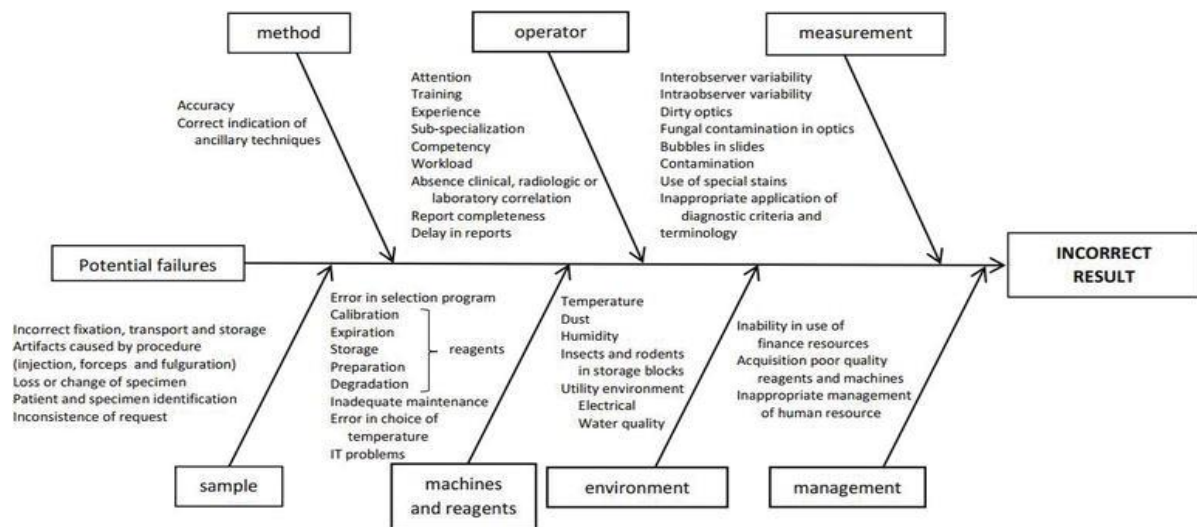 method
operator
measurement
Accuracy
Correct indication of
ancillary techniques
Attention
Training
Experience
Sub-specialization
Competency
Workload
Absence clinical, radiologic or
laboratory correlation
Report completeness
Delay in reports
Interobserver variability
Intraobserver variability
Dirty optics
Fungal contamination in optics
Bubbles in slides
Contamination
Use of special stains
Inappropriate application of
diagnostic criteria and
terminology
Potential failures
INCORRECT
RESULT
Incorrect fixation, transport and storage
Artifacts caused by procedure
(injection, forceps and fulguration)
Loss or change of specimen
Patient and specimen identification
Inconsistence of request
Error in selection program
Calibration
Expiration
Storage
Preparation
Degradation
reagents
Inadequate maintenance
Error in choice of
temperature
IT problems
Temperature
Dust
Humidity
Insects and rodents
in storage blocks
Utility environment
Electrical
Water quality
Inability in use of
finance resources
Acquisition poor quality
reagents and machines
Inappropriate management
of human resource
sample
machines
and reagents
environment
management